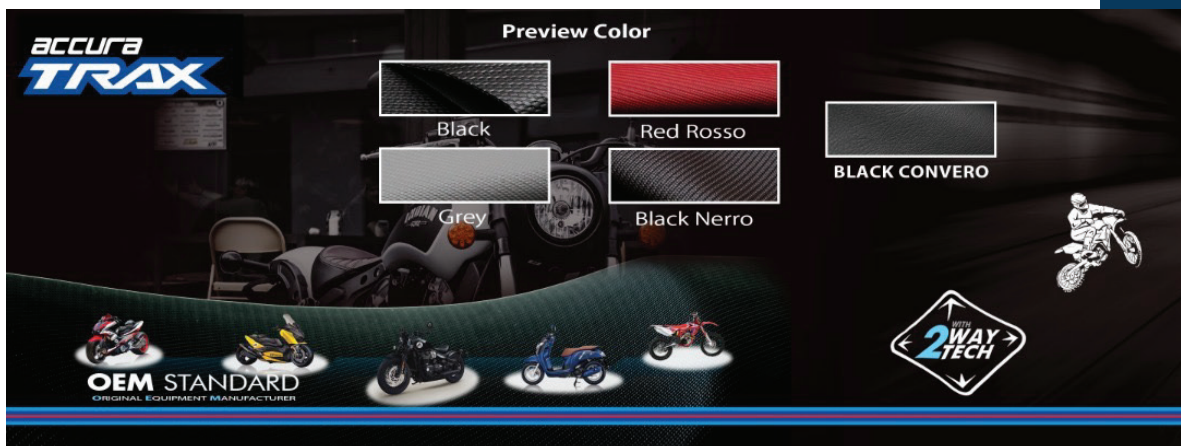 accura
TRAX
Preview Color
Black
Red Rosso
Grey
Black Nerro
BLACK CONVERO
WITH
2WAY
TECH
OEM STANDARD
ORIGINAL EQUIPMENT MANUFACTURER